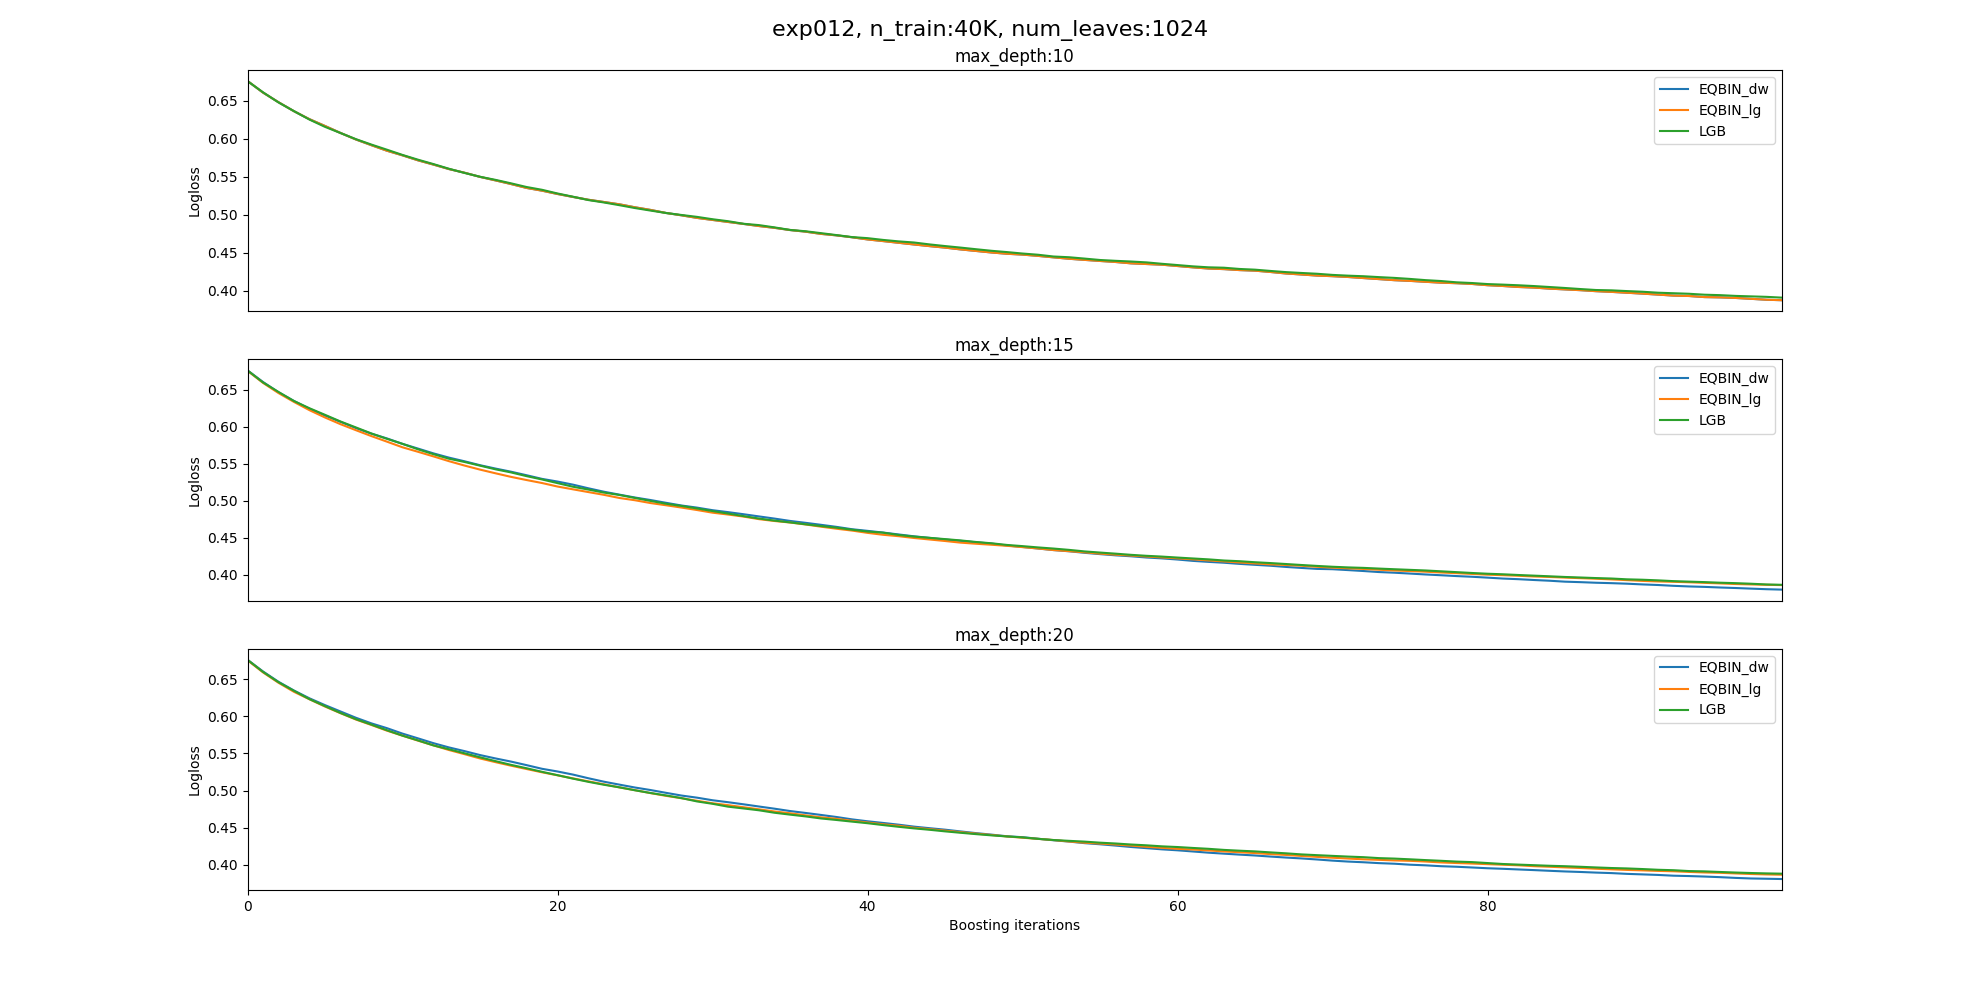 exp012, n_train:40K, num_leaves:1024
max_depth:10
0.65
0.60
0.55
0.50
0.45
0.40
Logloss
EQBIN_dw
EQBIN_lg
LGB
max_depth:15
0.65
0.60
0.55
0.50
0.45
0.40
Logloss
EQBIN_dw
EQBIN_lg
LGB
max_depth:20
0.65
0.60
0.55
0.50
0.45
0.40
Logloss
EQBIN_dw
EQBIN_lg
LGB
0 20 40 60 80
Boosting iterations